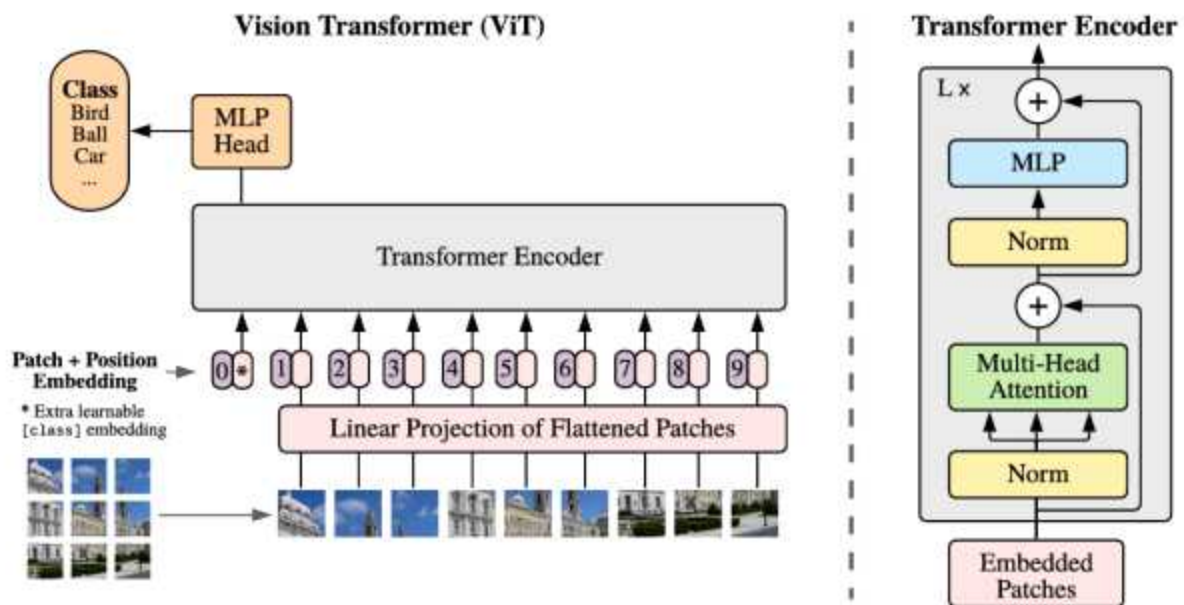 Vision Transformer (ViT)
Transformer Encoder
Class
Bird
Ball
Car
...
MLP
Head
Transformer Encoder
Patch + Position
Embedding
* Extra learnable
[class] embedding
0 * 1 2 3 4 5 6 7 8 9
Linear Projection of Flattened Patches
L ×
+
MLP
Norm
+
Multi-Head
Attention
Norm
Embedded
Patches